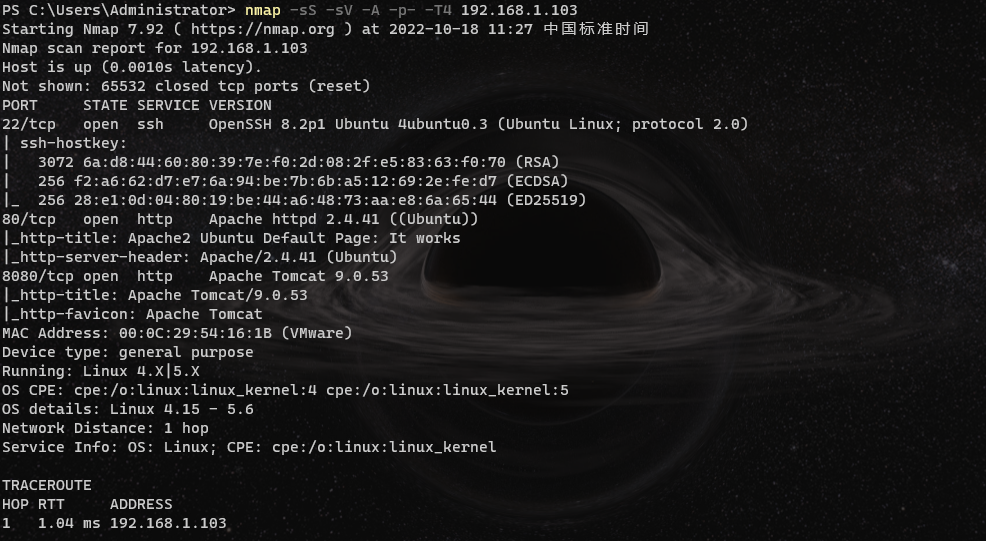 PS C:\Users\Administrator> nmap -sS -sV -A -p- -T4 192.168.1.103
Starting Nmap 7.92 ( https://nmap.org ) at 2022-10-18 11:27 中国标准时间
Nmap scan report for 192.168.1.103
Host is up (0.0010s latency).
Not shown: 65532 closed tcp ports (reset)
PORT     STATE SERVICE VERSION
22/tcp   open  ssh     OpenSSH 8.2p1 Ubuntu 4ubuntu0.3 (Ubuntu Linux; protocol 2.0)
| ssh-hostkey:
|   3072 6a:d8:44:60:80:39:7e:f0:2d:08:2f:e5:83:63:f0:70 (RSA)
|   256 f2:a6:62:d7:e7:6a:94:be:7b:6b:a5:12:69:2e:fe:d7 (ECDSA)
|_  256 28:e1:0d:04:80:19:be:44:a6:48:73:aa:e8:6a:65:44 (ED25519)
80/tcp   open  http    Apache httpd 2.4.41 ((Ubuntu))
|_http-title: Apache2 Ubuntu Default Page: It works
|_http-server-header: Apache/2.4.41 (Ubuntu)
8080/tcp open  http    Apache Tomcat 9.0.53
|_http-title: Apache Tomcat/9.0.53
|_http-favicon: Apache Tomcat
MAC Address: 00:0C:29:54:16:1B (VMware)
Device type: general purpose
Running: Linux 4.X|5.X
OS CPE: cpe:/o:linux:linux_kernel:4 cpe:/o:linux:linux_kernel:5
OS details: Linux 4.15 - 5.6
Network Distance: 1 hop
Service Info: OS: Linux; CPE: cpe:/o:linux:linux_kernel

TRACEROUTE
HOP RTT     ADDRESS
1   1.04 ms 192.168.1.103